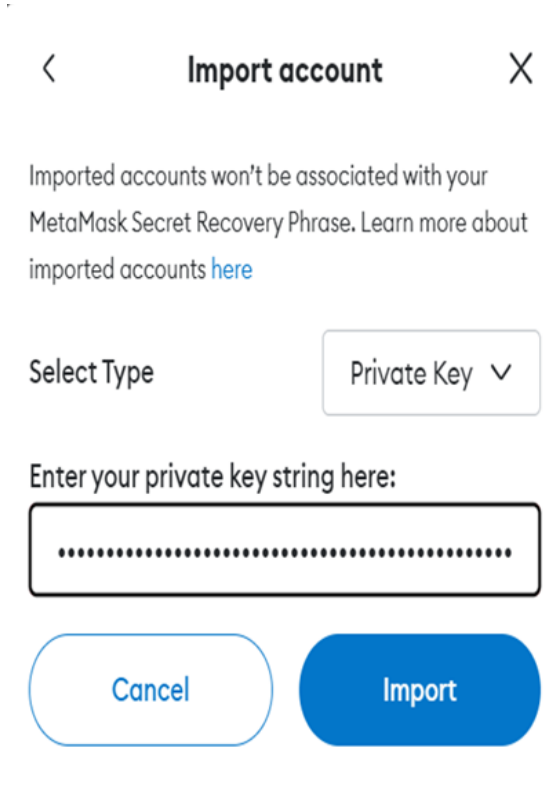 Import account
Imported accounts won't be associated with your
MetaMask Secret Recovery Phrase. Learn more about
imported accounts here
Select Type
Private Key
Enter your private key string here:
Cancel
Import